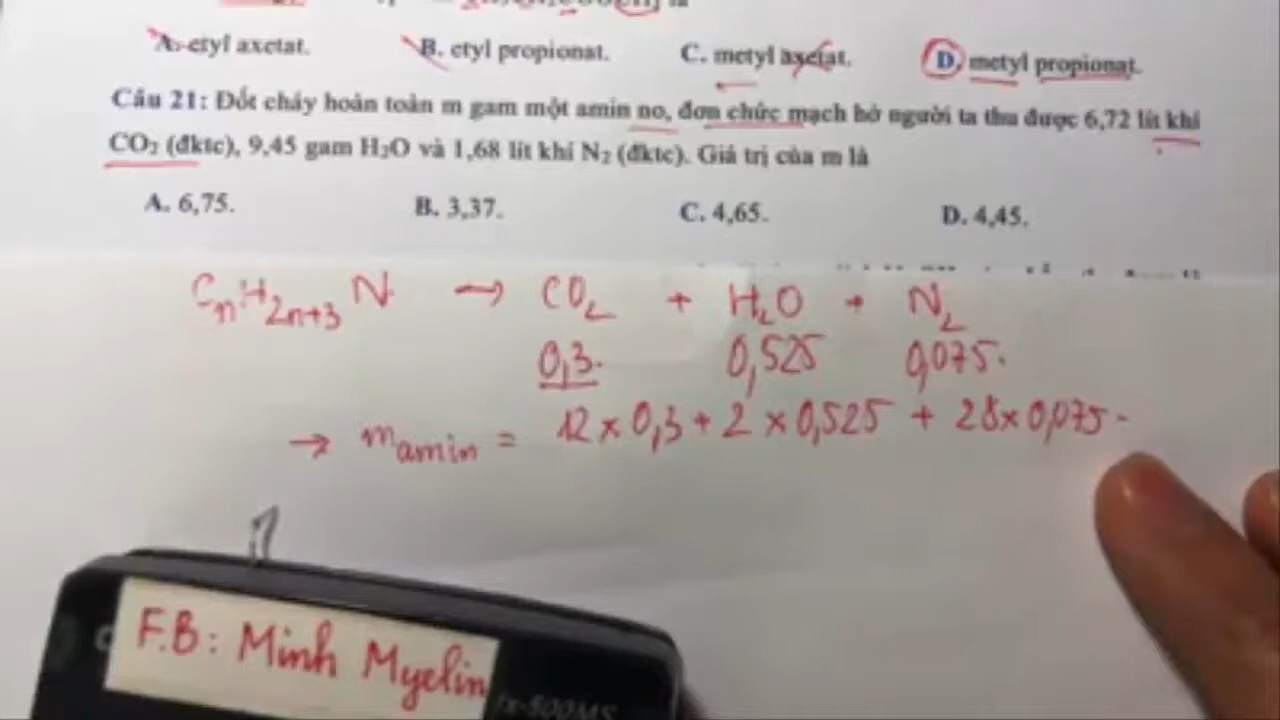 A. etyl axetat. B. etyl propionat. C. metyl axetat. D. metyl propionat.
Câu 21: Đốt cháy hoàn toàn m gam một amin no, đơn chức mạch hở người ta thu được 6,72 lít khí
CO₂ (đktc), 9,45 gam H₂O và 1,68 lít khí N₂ (đktc). Giá trị của m là
A. 6,75. B. 3,37. C. 4,65. D. 4,45.
CnH2n+3N → CO₂ + H₂O + N₂
0,3 0,525 0,075
→ m amin = 12 x 0,3 + 2 x 0,525 + 28 x 0,075
F.B: Minh Myelin